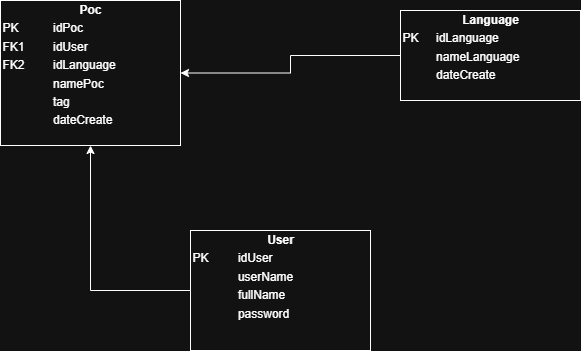 Poc
PK idPoc
FK1 idUser
FK2 idLanguage
namePoc
tag
dateCreate
Language
PK idLanguage
nameLanguage
dateCreate
User
PK idUser
userName
fullName
password